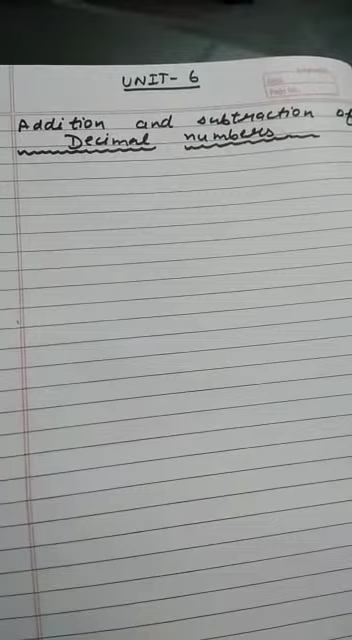 UNIT- 6
Addition and subtraction of
Decimal numbers